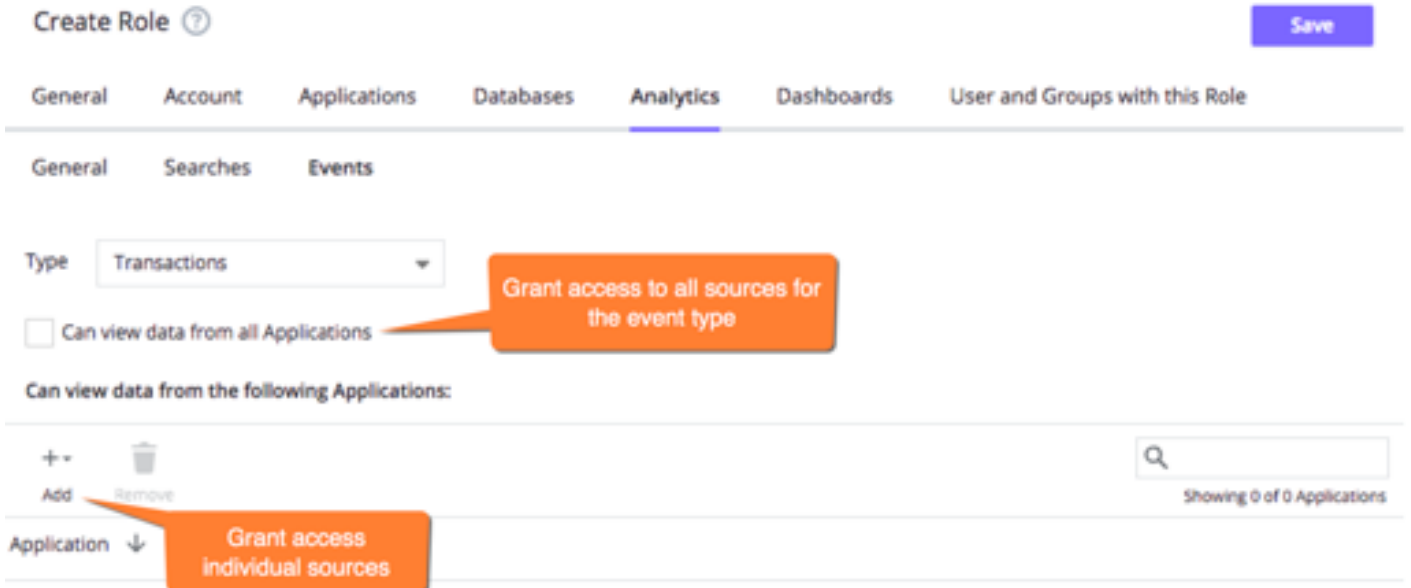 Create Role ?
Save
General Account Applications Databases Analytics Dashboards User and Groups with this Role
General Searches Events
Type Transactions
Grant access to all sources for
the event type
Can view data from all Applications
Can view data from the following Applications:
Add Remove
Showing 0 of 0 Applications
Application
Grant access
individual sources